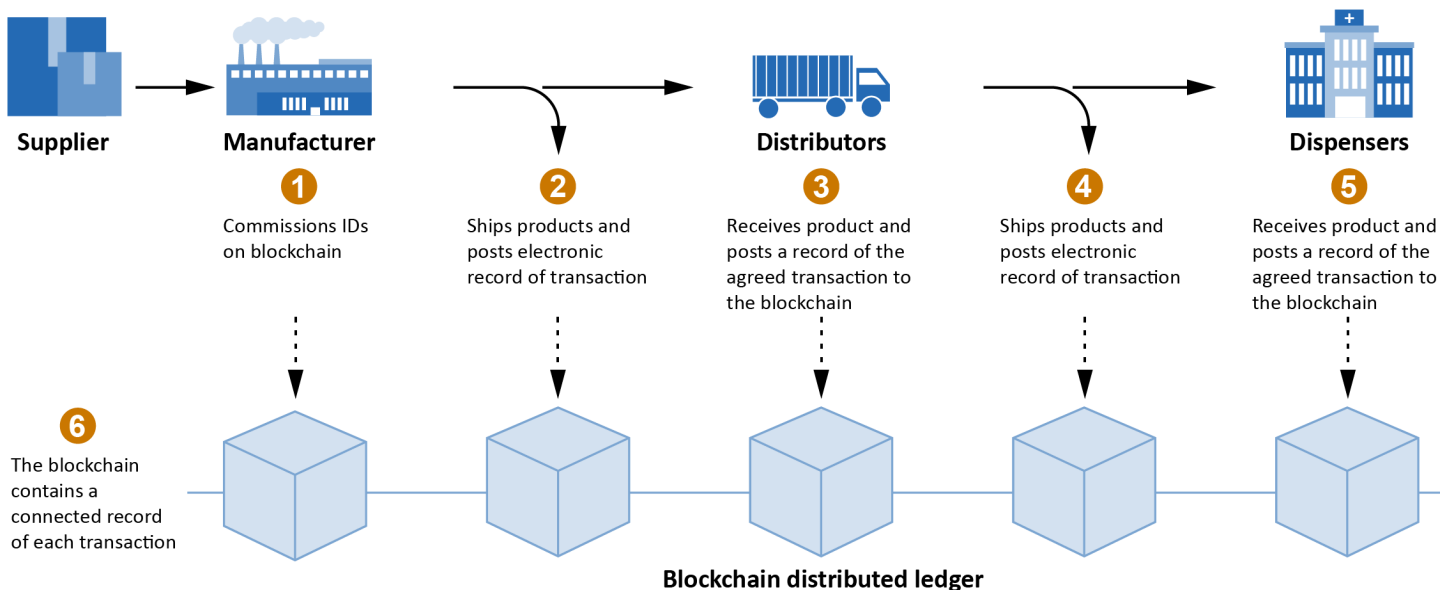 Supplier
Manufacturer
Distributors
Dispensers
1
Commissions IDs
on blockchain
2
Ships products and
posts electronic
record of transaction
3
Receives product and
posts a record of the
agreed transaction to
the blockchain
4
Ships products and
posts electronic
record of transaction
5
Receives product and
posts a record of the
agreed transaction to
the blockchain
6
The blockchain
contains a
connected record
of each transaction
Blockchain distributed ledger